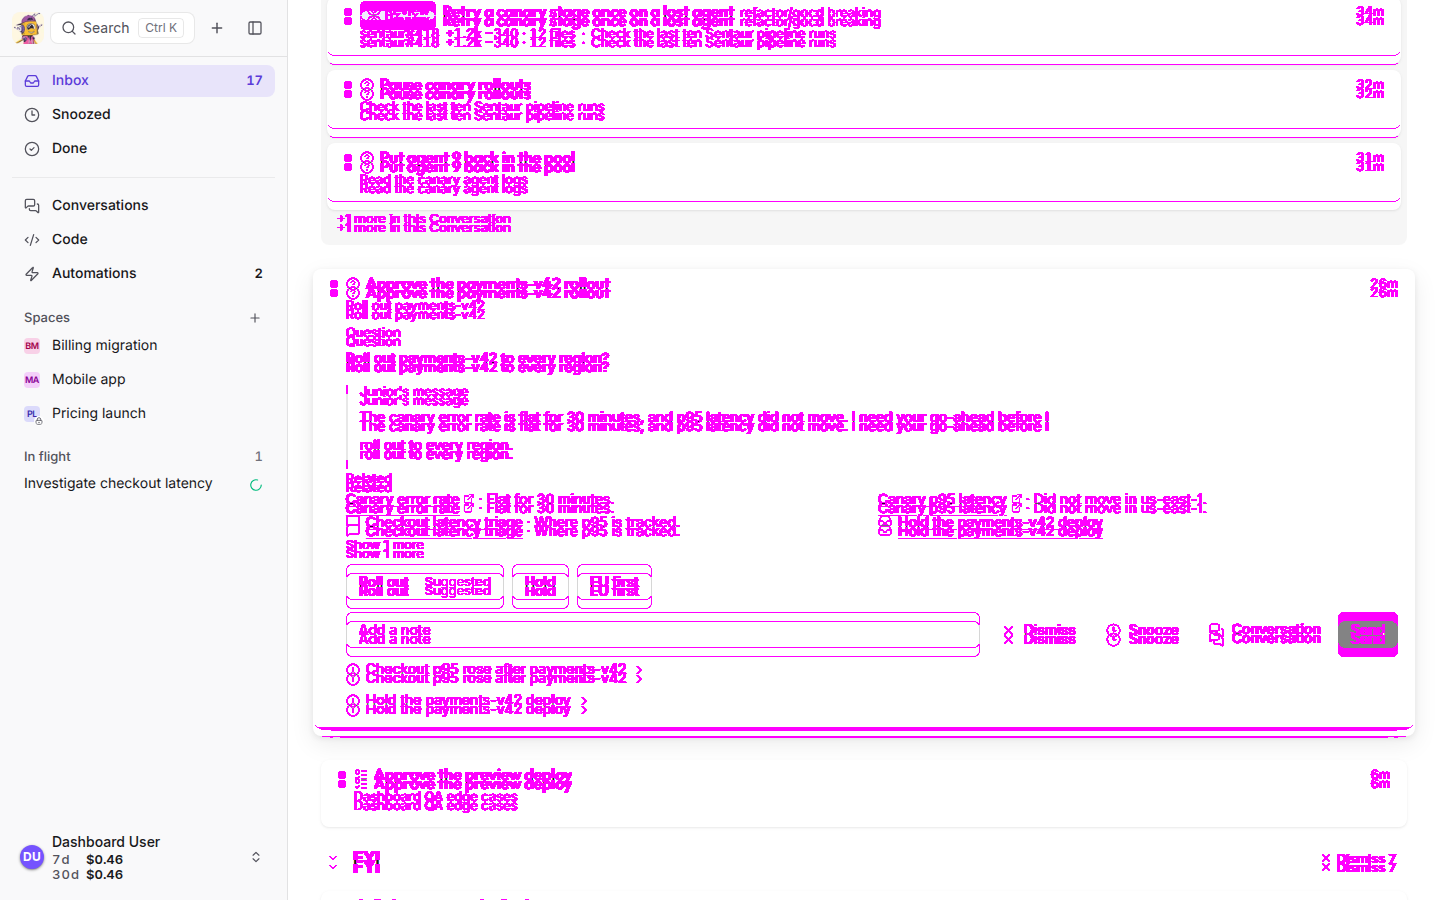 Search Ctrl K
Inbox 17
Snoozed
Done
Conversations
Code
Automations 2
Spaces
BM Billing migration
MA Mobile app
PL Pricing launch
In flight 1
Investigate checkout latency
Dashboard User
DU
7d $0.46
30d $0.46
Retry a canary stage once on a lost agent 34m
+1.2k −340 · 12 files · Check the last ten Sentaur pipeline runs
Pause canary rollouts 32m
Check the last ten Sentaur pipeline runs
Put agent 9 back in the pool 31m
Read the canary agent logs
+1 more in this Conversation
Approve the payments-v42 rollout 26m
Roll out payments-v42
Question
Roll out payments-v42 to every region?
Junior's message
The canary error rate is flat for 30 minutes, and p95 latency did not move. I need your go-ahead before I
roll out to every region.
Related
Canary error rate · Flat for 30 minutes.
Canary p95 latency · Did not move in us-east-1.
Checkout latency triage · Where p95 is tracked.
Hold the payments-v42 deploy
Show 1 more
Roll out Suggested Hold EU first
Add a note Dismiss Snooze Conversation Send
Checkout p95 rose after payments-v42
Hold the payments-v42 deploy
Approve the preview deploy 6m
Dashboard QA edge cases
FYI Dismiss 7